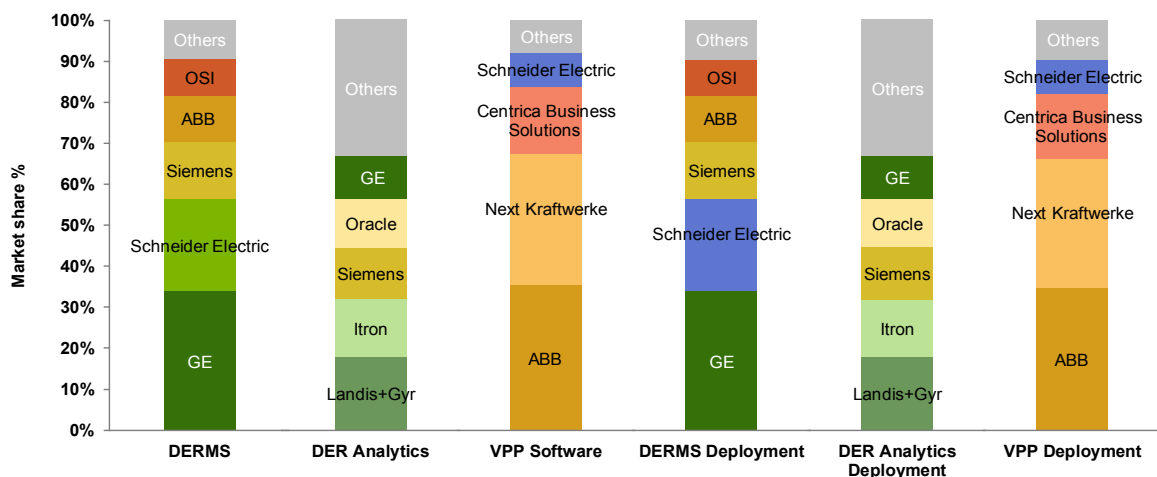 Market share %
100%
90%
80%
70%
60%
50%
40%
30%
20%
10%
0%
Others
OSI
ABB
Siemens
Schneider Electric
GE
DERMS
Others
GE
Oracle
Siemens
Itron
Landis+Gyr
DER Analytics
Others
Schneider Electric
Centrica Business
Solutions
Next Kraftwerke
ABB
VPP Software
Others
OSI
ABB
Siemens
Schneider Electric
GE
DERMS Deployment
Others
GE
Oracle
Siemens
Itron
Landis+Gyr
DER Analytics
Deployment
Others
Schneider Electric
Centrica Business
Solutions
Next Kraftwerke
ABB
VPP Deployment